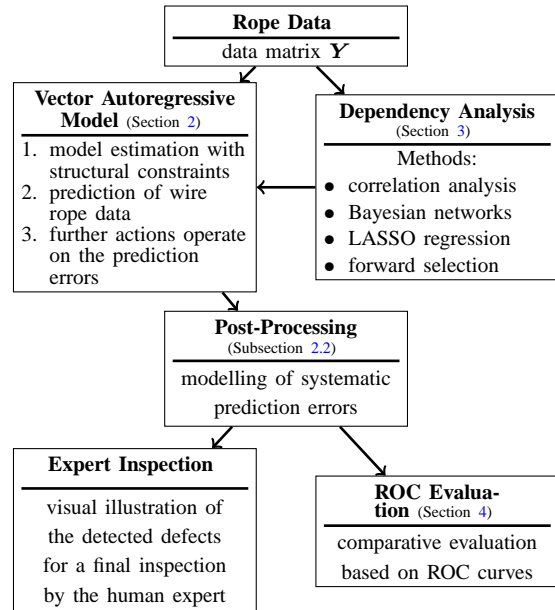 Rope Data
data matrix Y
Vector Autoregressive
Model (Section 2)
1. model estimation with
structural constraints
2. prediction of wire
rope data
3. further actions operate
on the prediction
errors
Dependency Analysis
(Section 3)
Methods:
• correlation analysis
• Bayesian networks
• LASSO regression
• forward selection
Post-Processing
(Subsection 2.2)
modelling of systematic
prediction errors
Expert Inspection
visual illustration of
the detected defects
for a final inspection
by the human expert
ROC Evalua-
tion (Section 4)
comparative evaluation
based on ROC curves